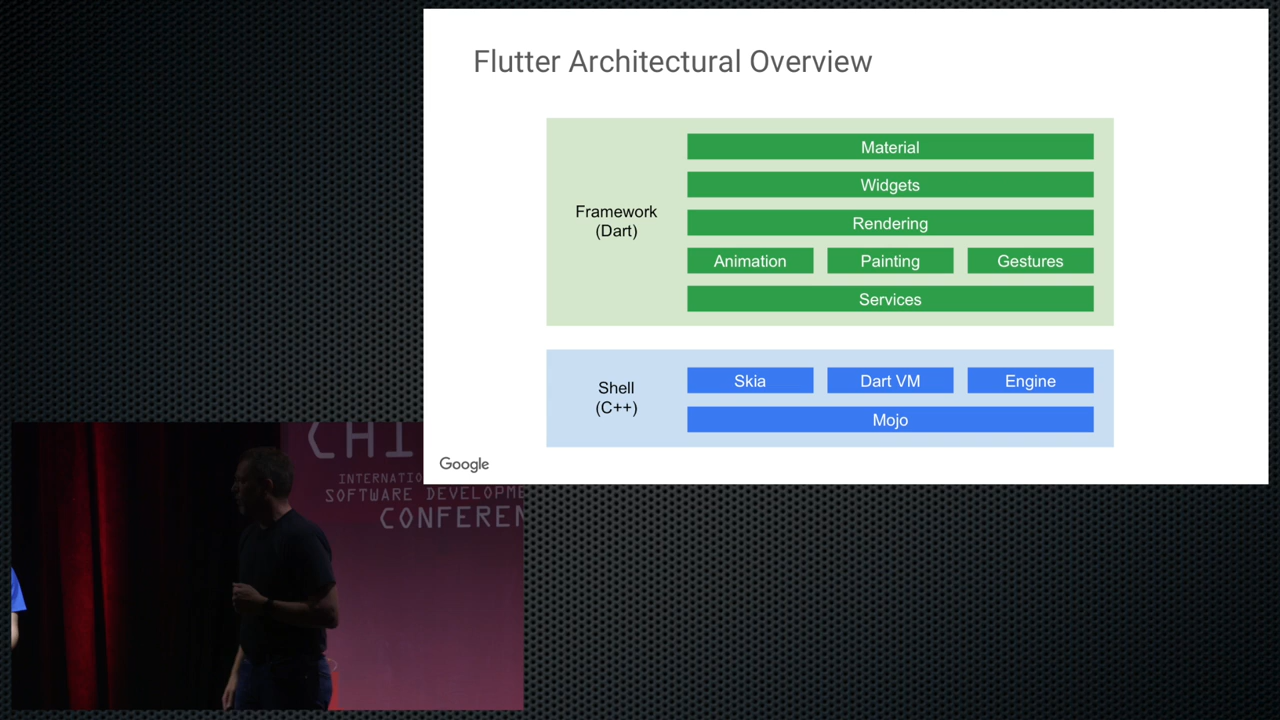 Flutter Architectural Overview
Framework
(Dart)
Material
Widgets
Rendering
Animation Painting Gestures
Services
Shell
(C++)
Skia Dart VM Engine
Mojo
Google
CHI
INTERNATIO
SOFTWARE DEVELOPME
CONFEREN